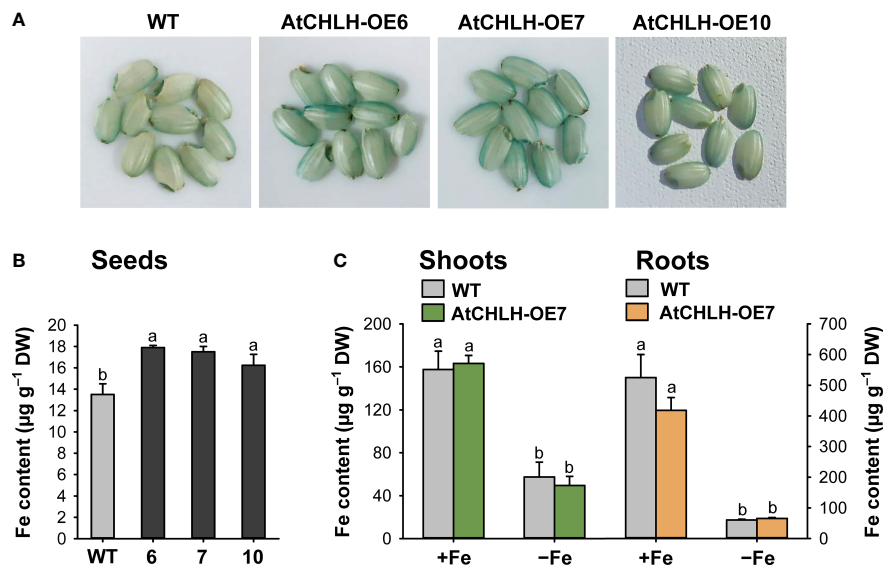 A
WT
AtCHLH-OE6
AtCHLH-OE7
AtCHLH-OE10
B
Seeds
Fe content (µg g⁻¹ DW)
20
18
16
14
12
10
8
6
4
2
0
b
a
a
a
WT
6
7
10
C
Shoots
WT
AtCHLH-OE7
Roots
WT
AtCHLH-OE7
Fe content (µg g⁻¹ DW)
200
160
120
80
40
0
a
a
b
b
a
a
b
b
+Fe
−Fe
+Fe
−Fe
700
600
500
400
300
200
100
0
Fe content (µg g⁻¹ DW)